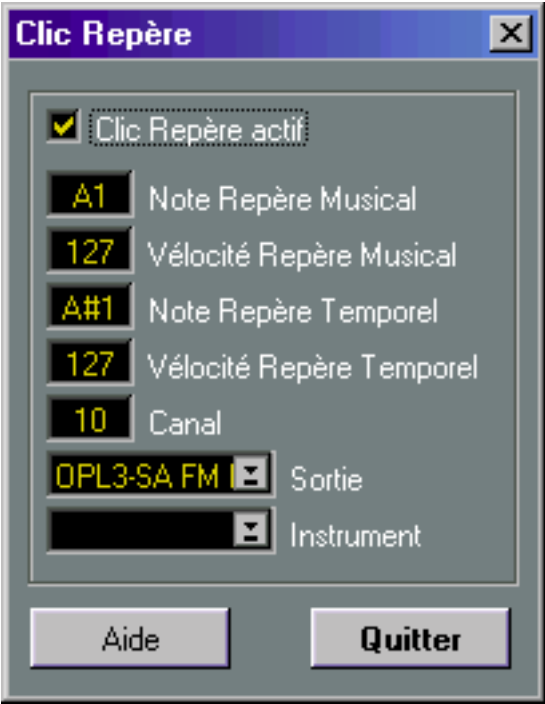 Clic Repère
Clic Repère actif
A1 Note Repère Musical
127 Vélocité Repère Musical
A#1 Note Repère Temporel
127 Vélocité Repère Temporel
10 Canal
OPL3-SA FM Sortie
Instrument
Aide Quitter